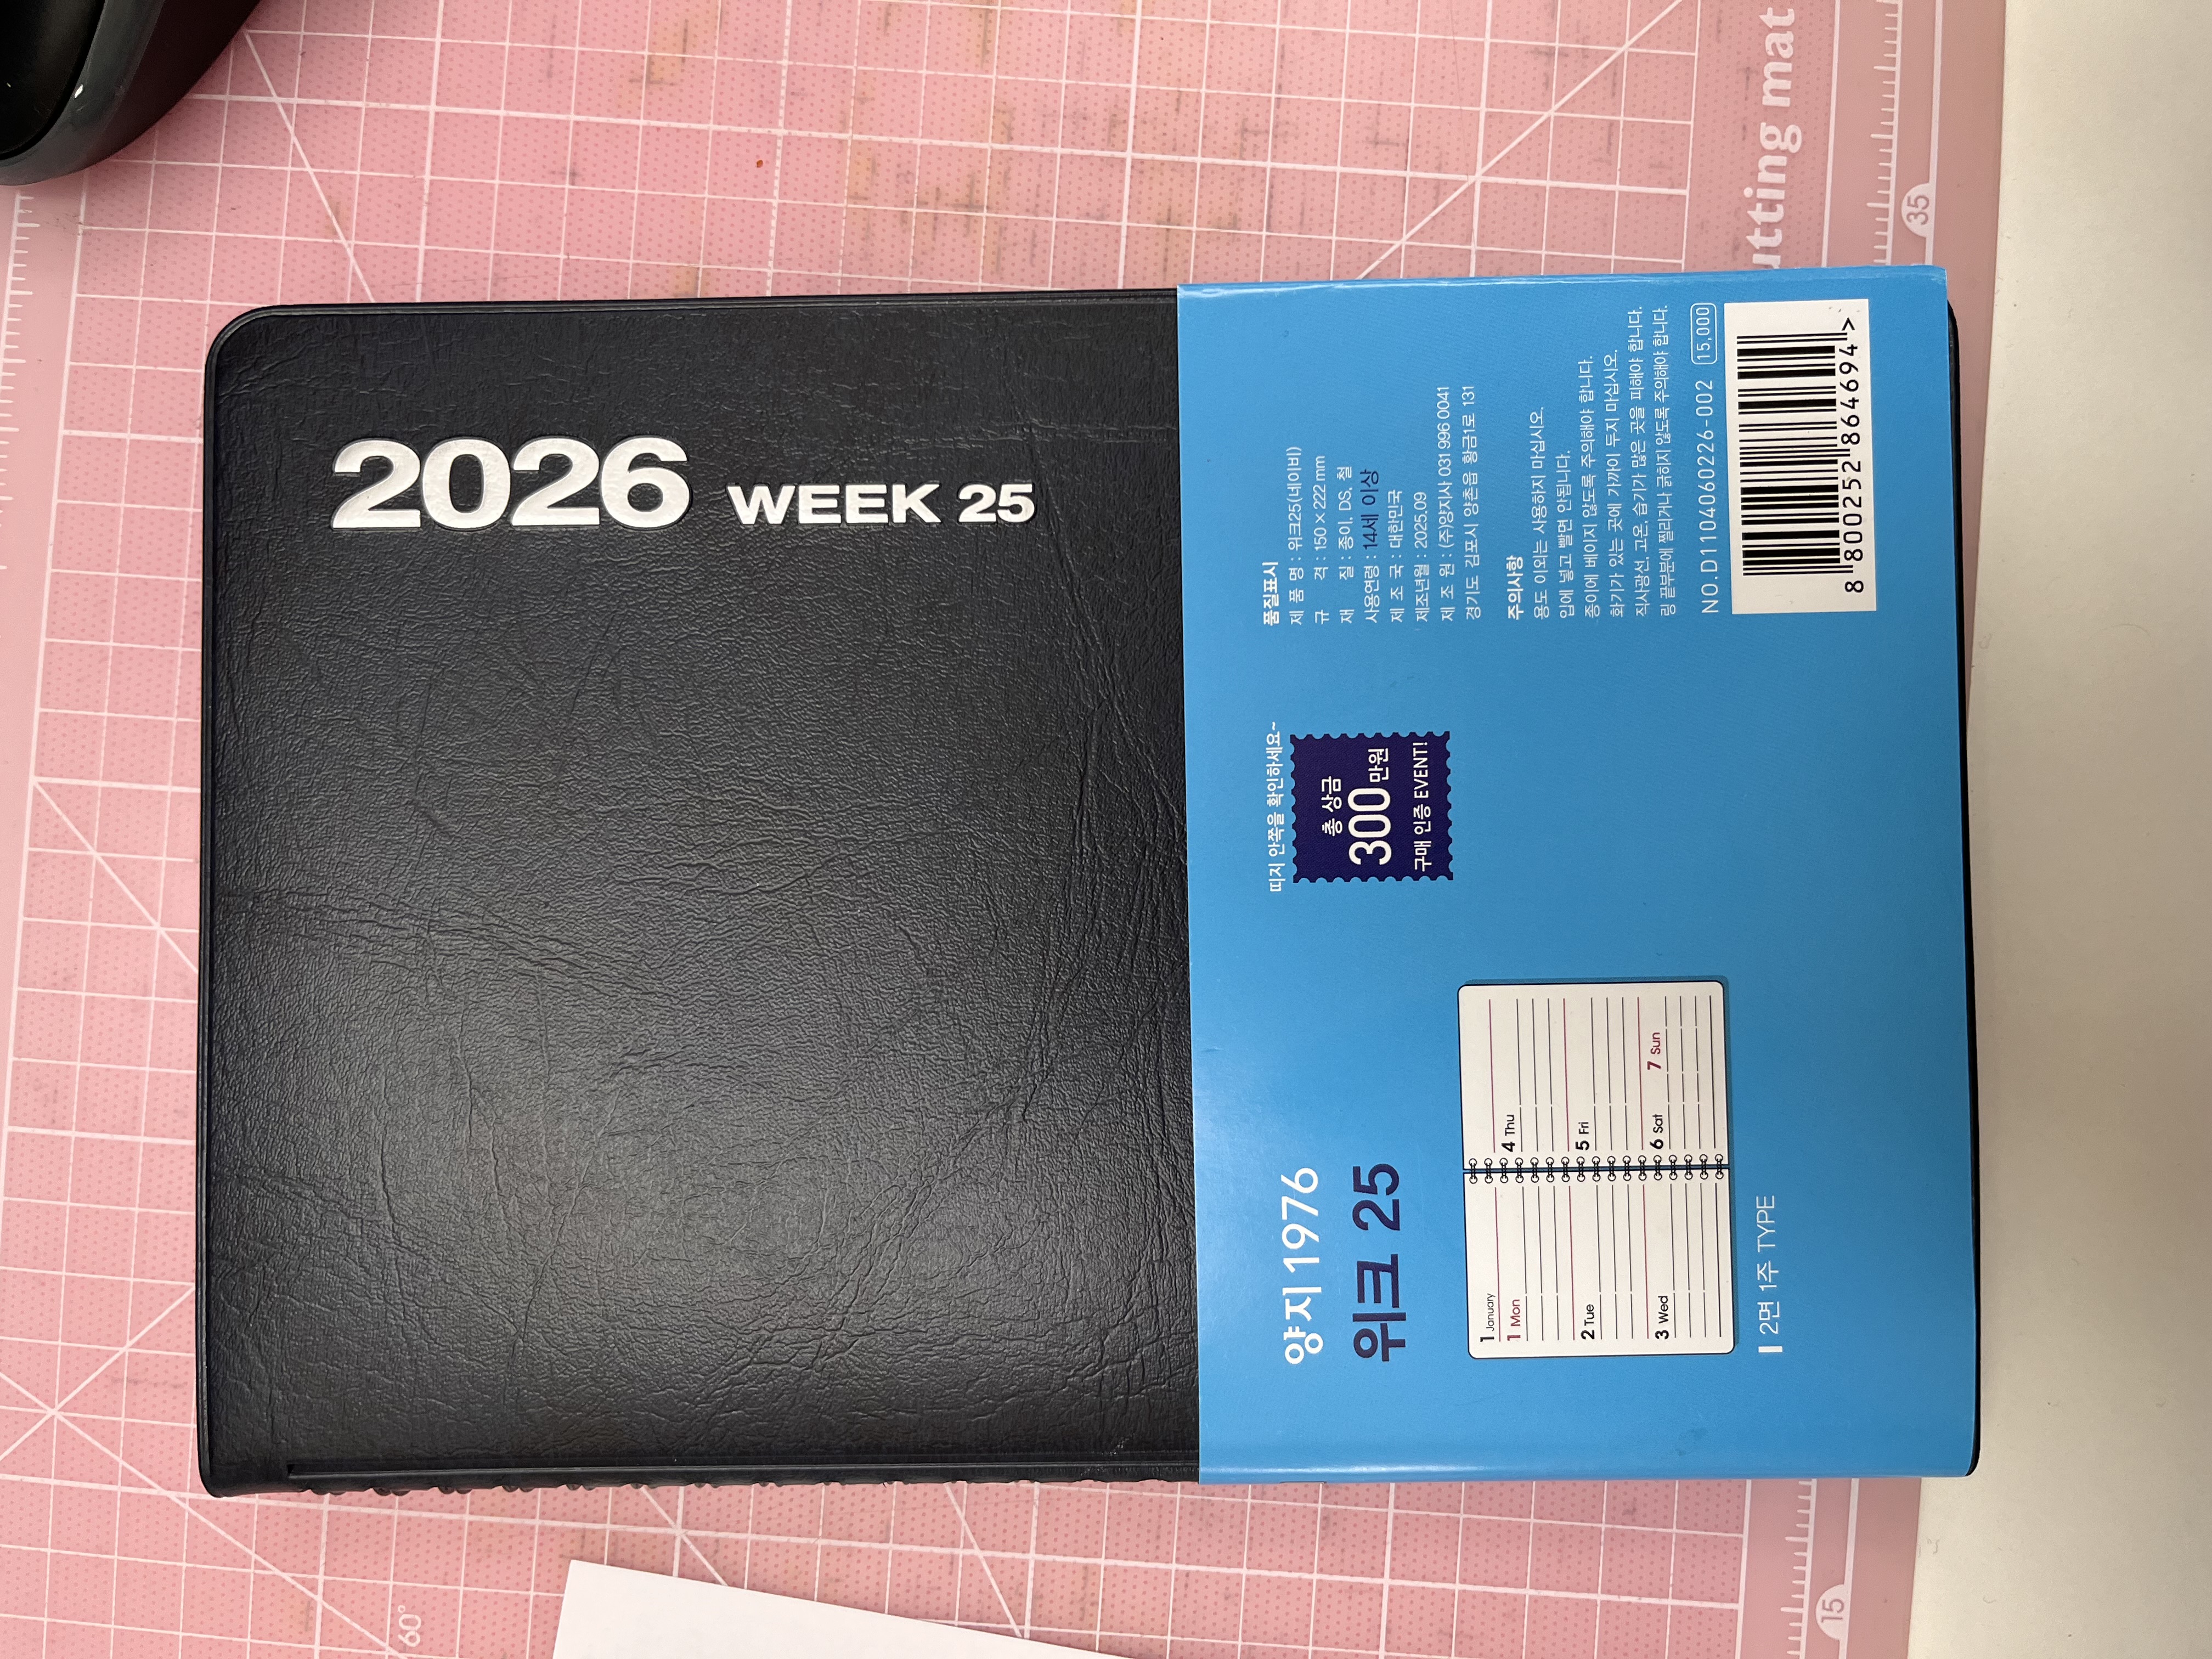 2026 WEEK 25
양지 1976
위크 25
1 January
1 Mon
2 Tue
3 Wed
4 Thu
5 Fri
6 Sat
7 Sun
2면 1주 TYPE
띠지 안쪽을 확인하세요~
총 상금
300만원
구매 인증 EVENT!
품질표시
제 품 명 : 위크25(네이비)
규 격 : 150 x 222 mm
재 질 : 종이, DS, 철
사용연령 : 14세 이상
제 조 국 : 대한민국
제조년월 : 2025.09
제 조 원 : (주)양지사 031 996 0041
경기도 김포시 양촌읍 황금1로 131
주의사항
용도 이외는 사용하지 마십시오.
입에 넣고 빨면 안됩니다.
종이에 베이지 않도록 주의해야 합니다.
화기가 있는 곳에 가까이 두지 마십시오.
직사광선, 고온, 습기가 많은 곳을 피해야 합니다.
링 끝부분에 찔리거나 긁히지 않도록 주의해야 합니다.
NO.D1104060226-002 15,000
8 800252 864694 >
utting mat
35
15
60°